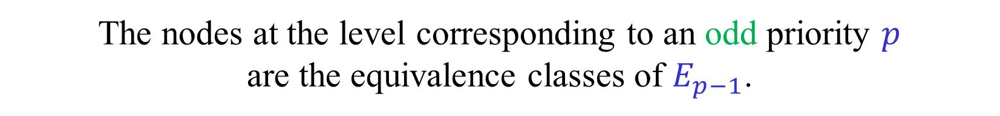 The nodes at the level corresponding to an odd priority p
are the equivalence classes of E_{p−1}.